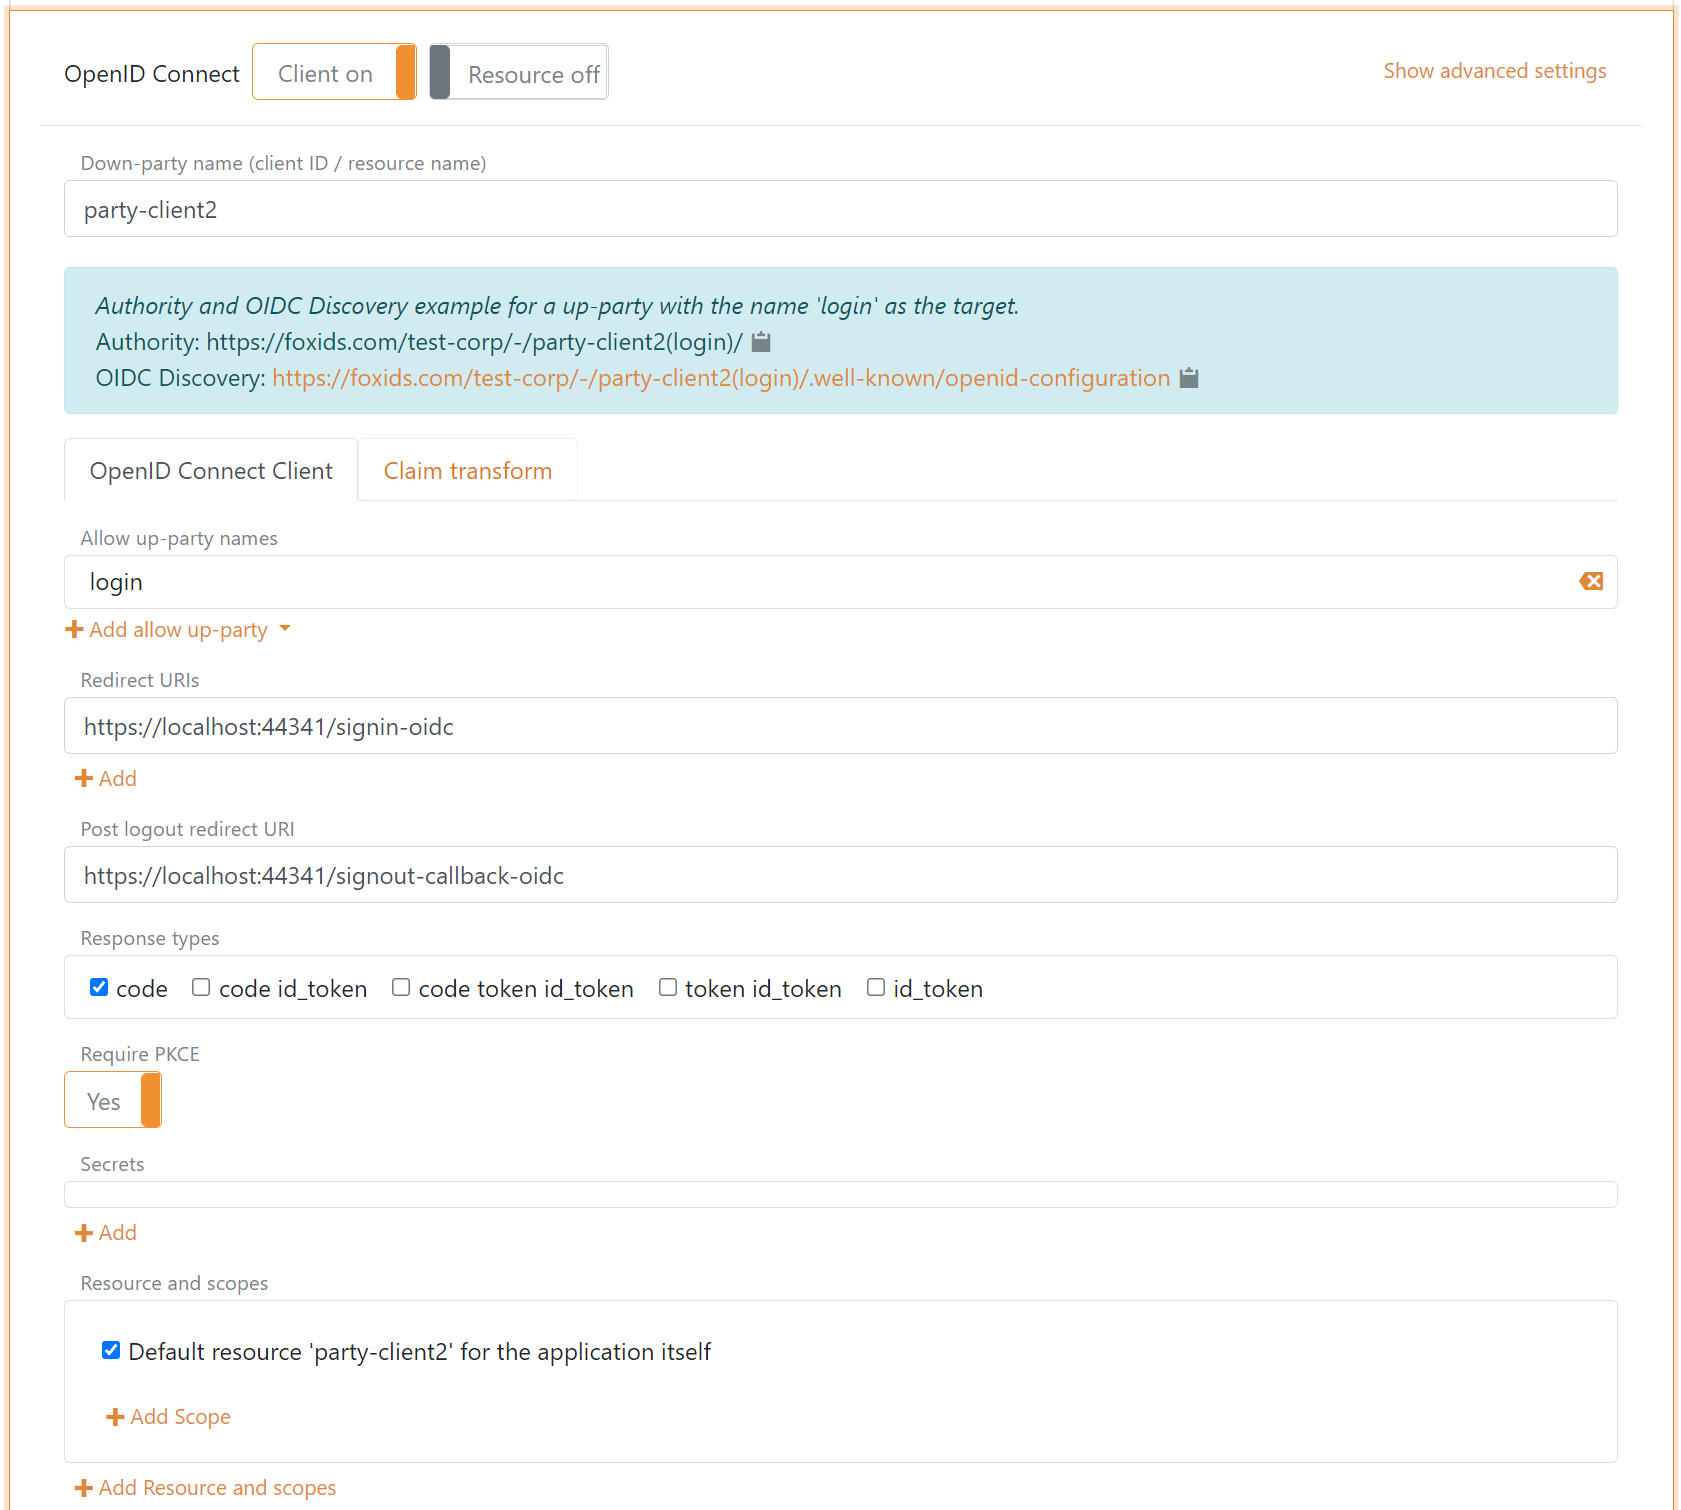 OpenID Connect Client on Resource off Show advanced settings
Down-party name (client ID / resource name)
party-client2
Authority and OIDC Discovery example for a up-party with the name 'login' as the target.
Authority: https://foxids.com/test-corp/-/party-client2(login)/
OIDC Discovery: https://foxids.com/test-corp/-/party-client2(login)/.well-known/openid-configuration
OpenID Connect Client Claim transform
Allow up-party names
login
Add allow up-party
Redirect URIs
https://localhost:44341/signin-oidc
Add
Post logout redirect URI
https://localhost:44341/signout-callback-oidc
Response types
code code id_token code token id_token token id_token id_token
Require PKCE
Yes
Secrets
Add
Resource and scopes
Default resource 'party-client2' for the application itself
Add Scope
Add Resource and scopes